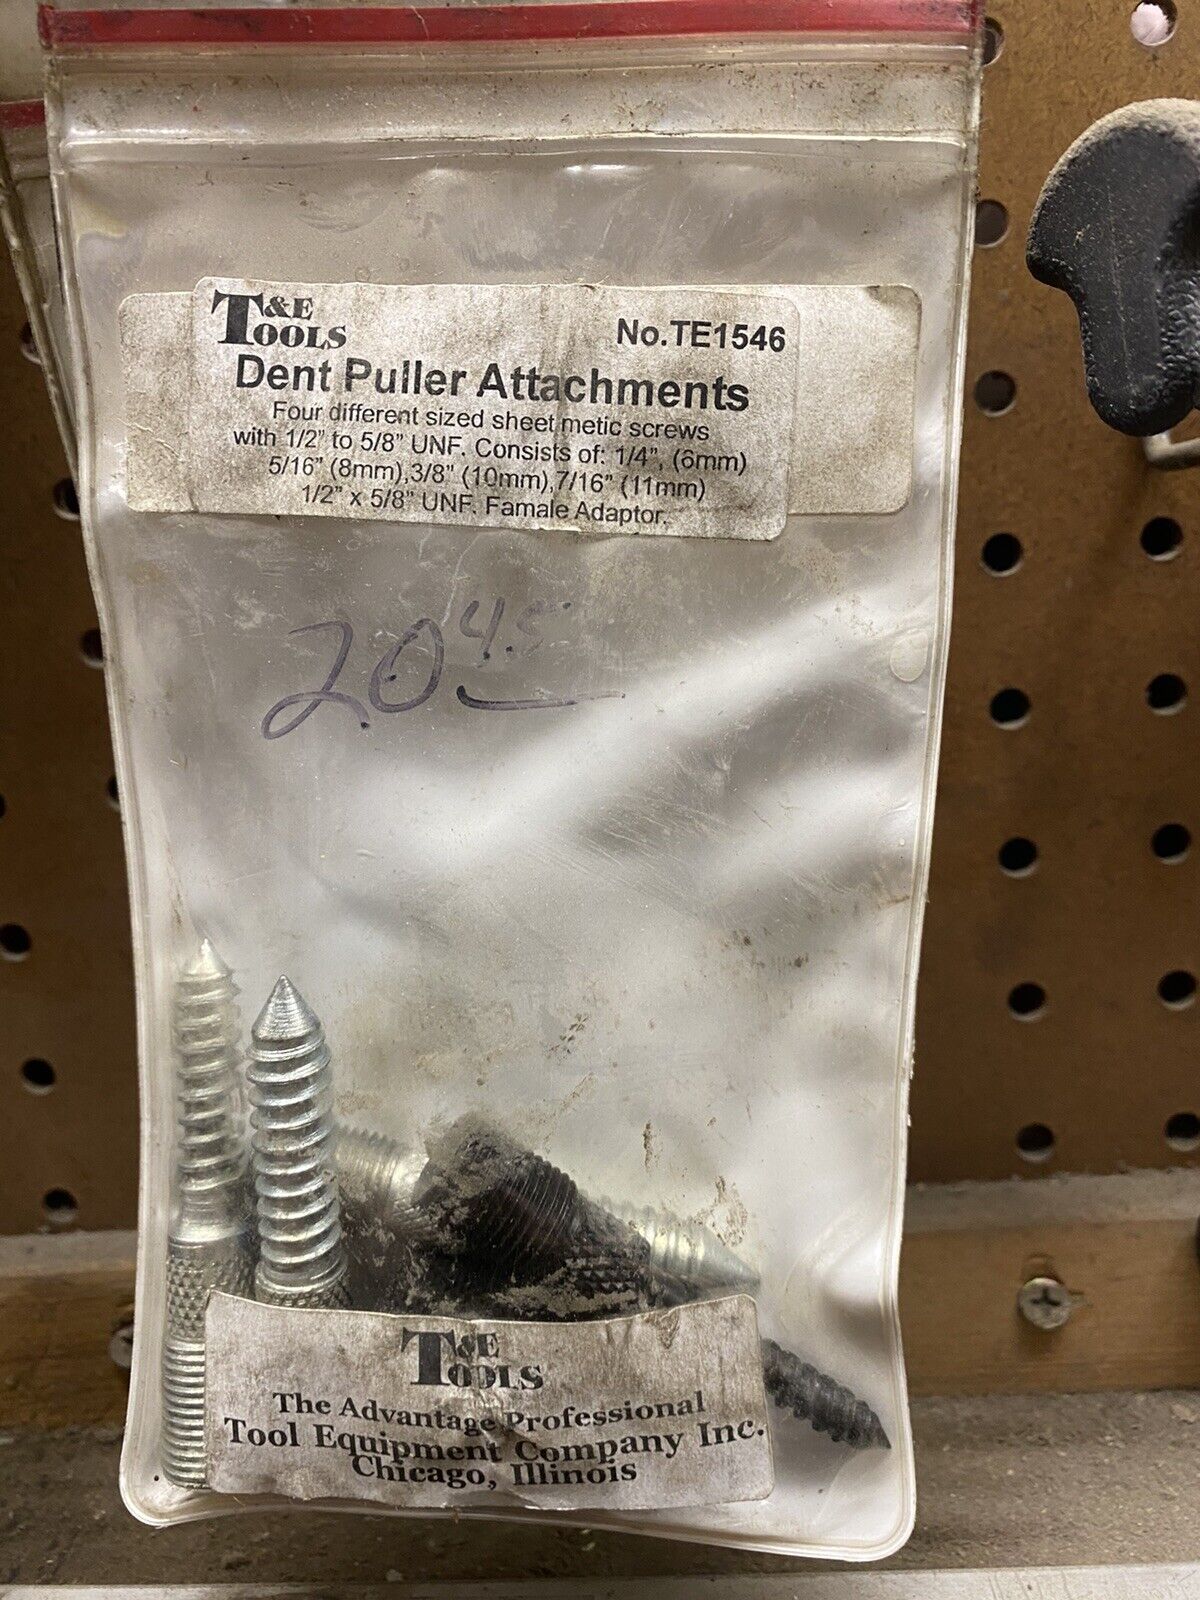 T&E TOOLS
No.TE1546
Dent Puller Attachments
Four different sized sheet metic screws
with 1/2" to 5/8" UNF. Consists of: 1/4", (6mm)
5/16" (8mm),3/8" (10mm),7/16" (11mm)
1/2" x 5/8" UNF. Famale Adaptor.
20 45
T&E TOOLS
The Advantage Professional
Tool Equipment Company Inc.
Chicago, Illinois